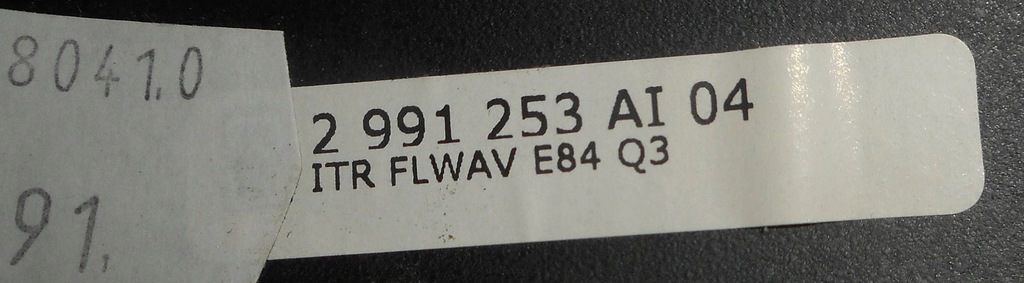 8041.0
91.
2 991 253 AI 04
ITR FLWAV E84 Q3